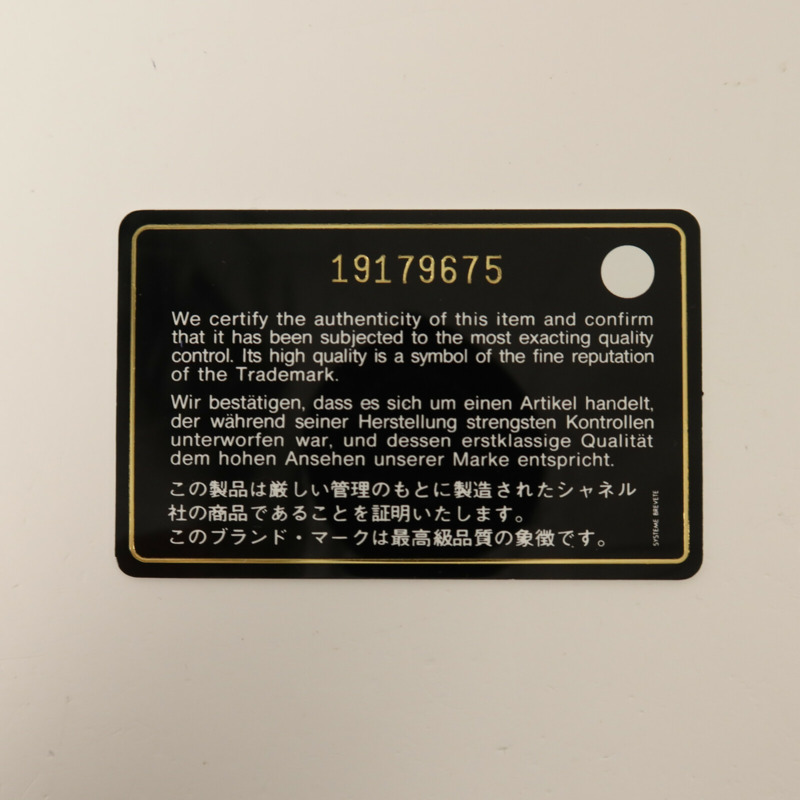 19179675
We certify the authenticity of this item and confirm
that it has been subjected to the most exacting quality
control. Its high quality is a symbol of the fine reputation
of the Trademark.
Wir bestätigen, dass es sich um einen Artikel handelt,
der während seiner Herstellung strengsten Kontrollen
unterworfen war, und dessen erstklassige Qualität
dem hohen Ansehen unserer Marke entspricht.
この製品は厳しい管理のもとに製造されたシャネル
社の商品であることを証明いたします。
このブランド・マークは最高級品質の象徴です。
SYSTEME BREVETE